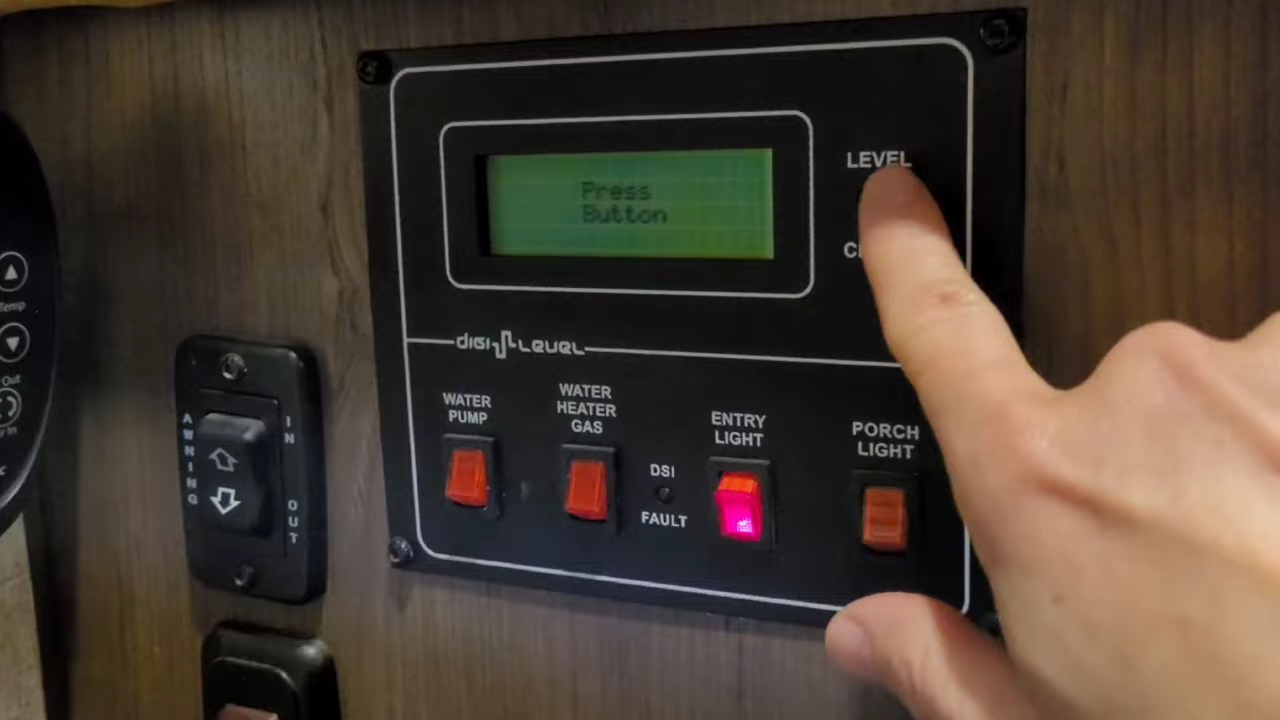 Press
Button
LEVEL
DIGI LEVEL
WATER
PUMP
WATER
HEATER
GAS
DSI
FAULT
ENTRY
LIGHT
PORCH
LIGHT
AWNING
IN
OUT
Temp
Out